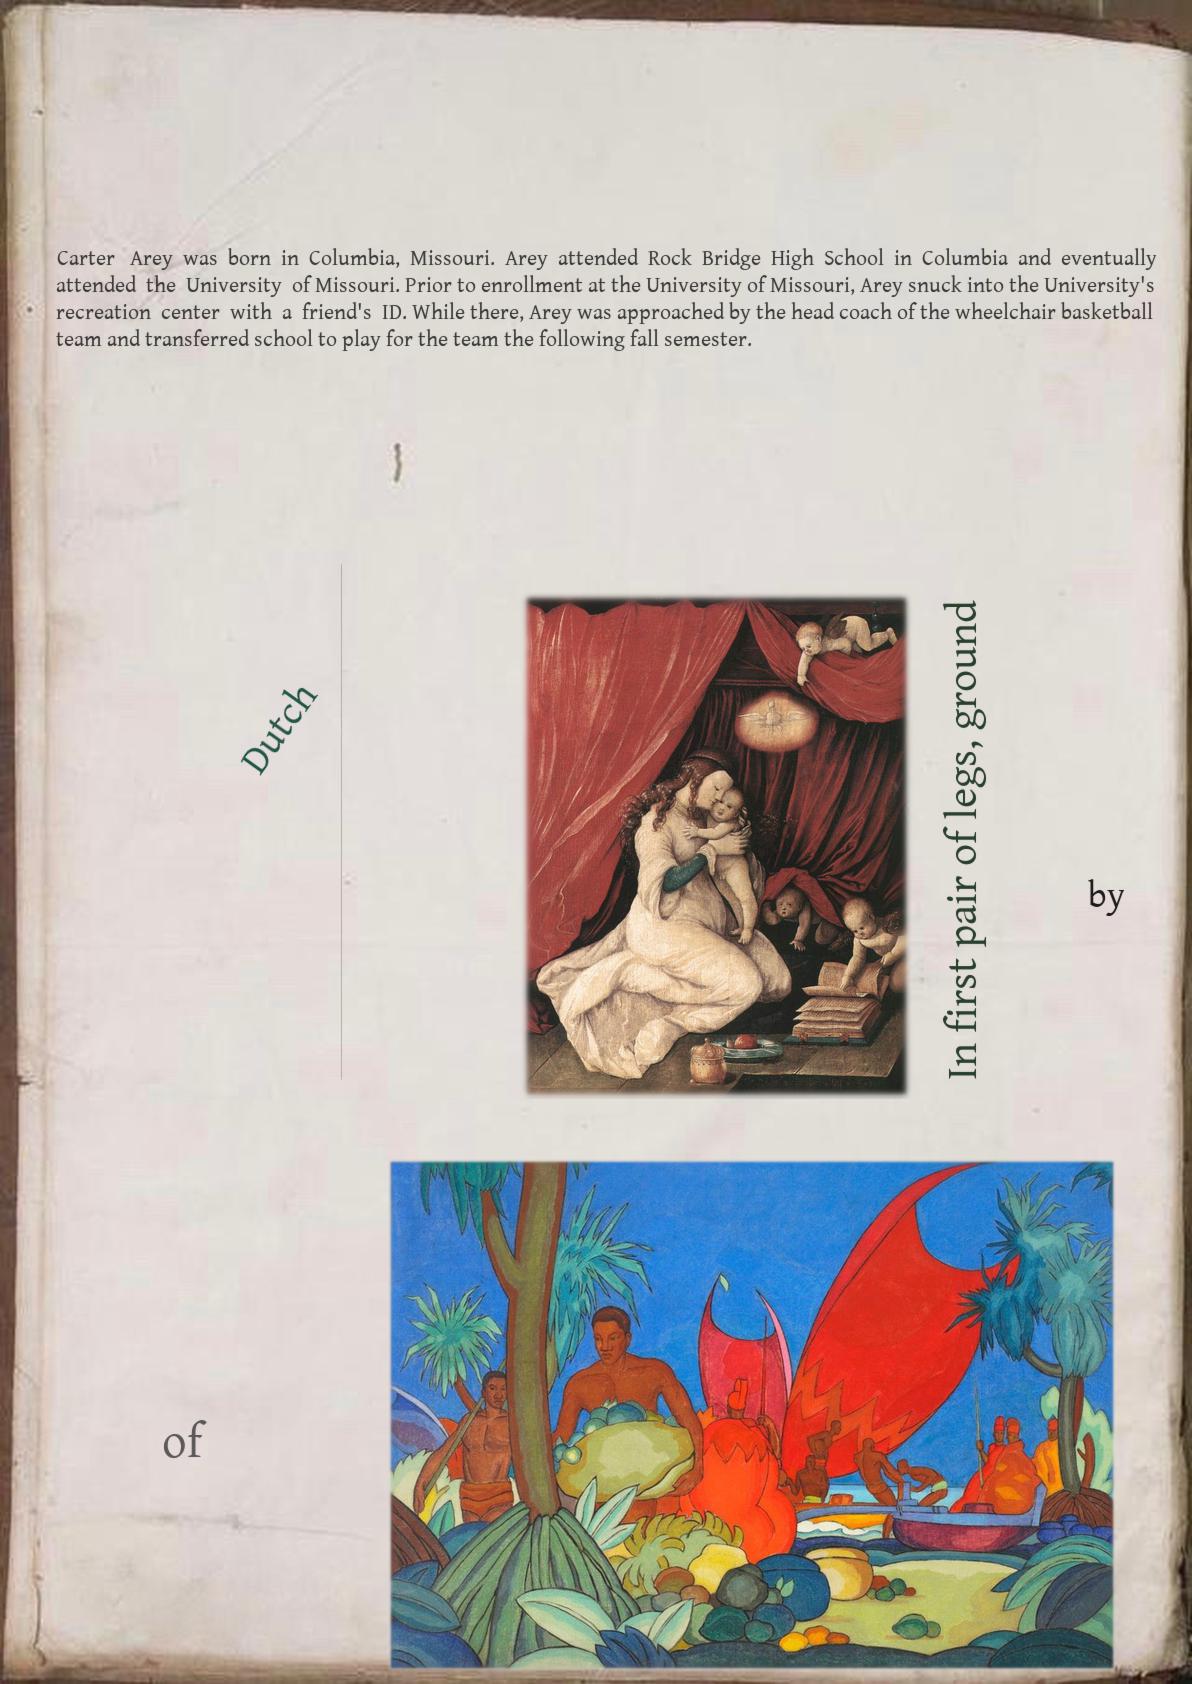 Carter Arey was born in Columbia, Missouri. Arey attended Rock Bridge High School in Columbia and eventually
attended the University of Missouri. Prior to enrollment at the University of Missouri, Arey snuck into the University's
recreation center with a friend's ID. While there, Arey was approached by the head coach of the wheelchair basketball
team and transferred school to play for the team the following fall semester.
Dutch
In first pair of legs, ground
by
of